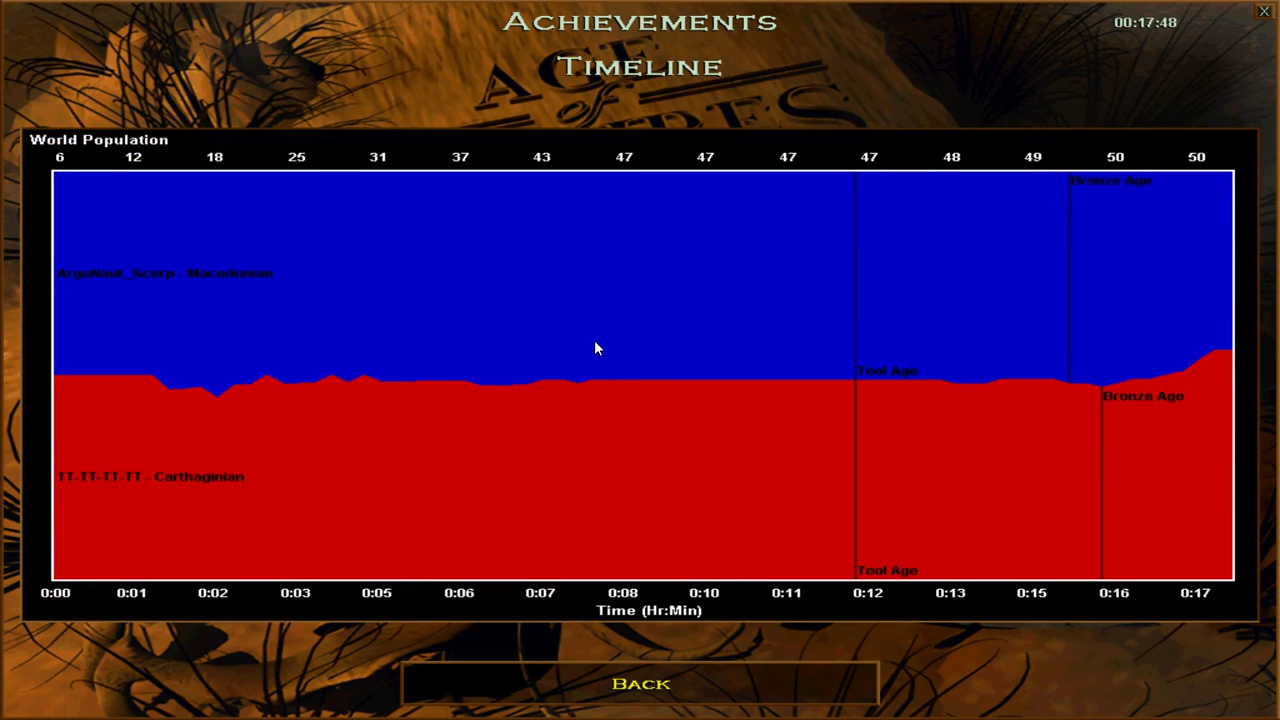 ACHIEVEMENTS
00:17:48
TIMELINE
AGE
of
World Population
6 12 18 25 31 37 43 47 47 47 47 48 49 50 50
Bronze Age
ArgoNaut_Scorp - Macedonian
Tool Age
Bronze Age
TT-TT-TT-TT - Carthaginian
Tool Age
0:00 0:01 0:02 0:03 0:05 0:06 0:07 0:08 0:10 0:11 0:12 0:13 0:15 0:16 0:17
Time (Hr:Min)
BACK